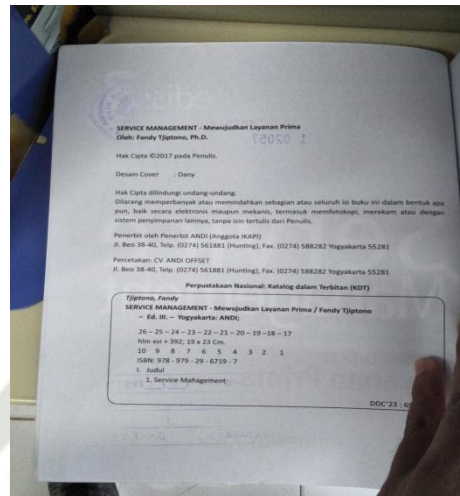 SERVICE MANAGEMENT - Mewujudkan Layanan Prima
Oleh: Fandy Tjiptono, Ph.D.
Hak Cipta ©2017 pada Penulis.
Desain Cover : Dany
Hak Cipta dilindungi undang-undang.
Dilarang memperbanyak atau memindahkan sebagian atau seluruh isi buku ini dalam bentuk apa
pun, baik secara elektronis maupun mekanis, termasuk memfotokopi, merekam atau dengan
sistem penyimpanan lainnya, tanpa izin tertulis dari Penulis.
Penerbit oleh Penerbit ANDI (Anggota IKAPI)
Jl. Beo 38-40, Telp. (0274) 561881 (Hunting), Fax. (0274) 588282 Yogyakarta 55281
Percetakan: CV. ANDI OFFSET
Jl. Beo 38-40, Telp. (0274) 561881 (Hunting), Fax. (0274) 588282 Yogyakarta 55281
Perpustakaan Nasional: Katalog dalam Terbitan (KDT)
Tjiptono, Fandy
SERVICE MANAGEMENT - Mewujudkan Layanan Prima / Fandy Tjiptono
– Ed. III. – Yogyakarta: ANDI;
26 – 25 – 24 – 23 – 22 – 21 – 20 – 19 –18 – 17
hlm xvi + 392; 19 x 23 Cm.
10 9 8 7 6 5 4 3 2 1
ISBN: 978 - 979 - 29 - 6719 - 7
I. Judul
1. Service Management
DDC'23 :